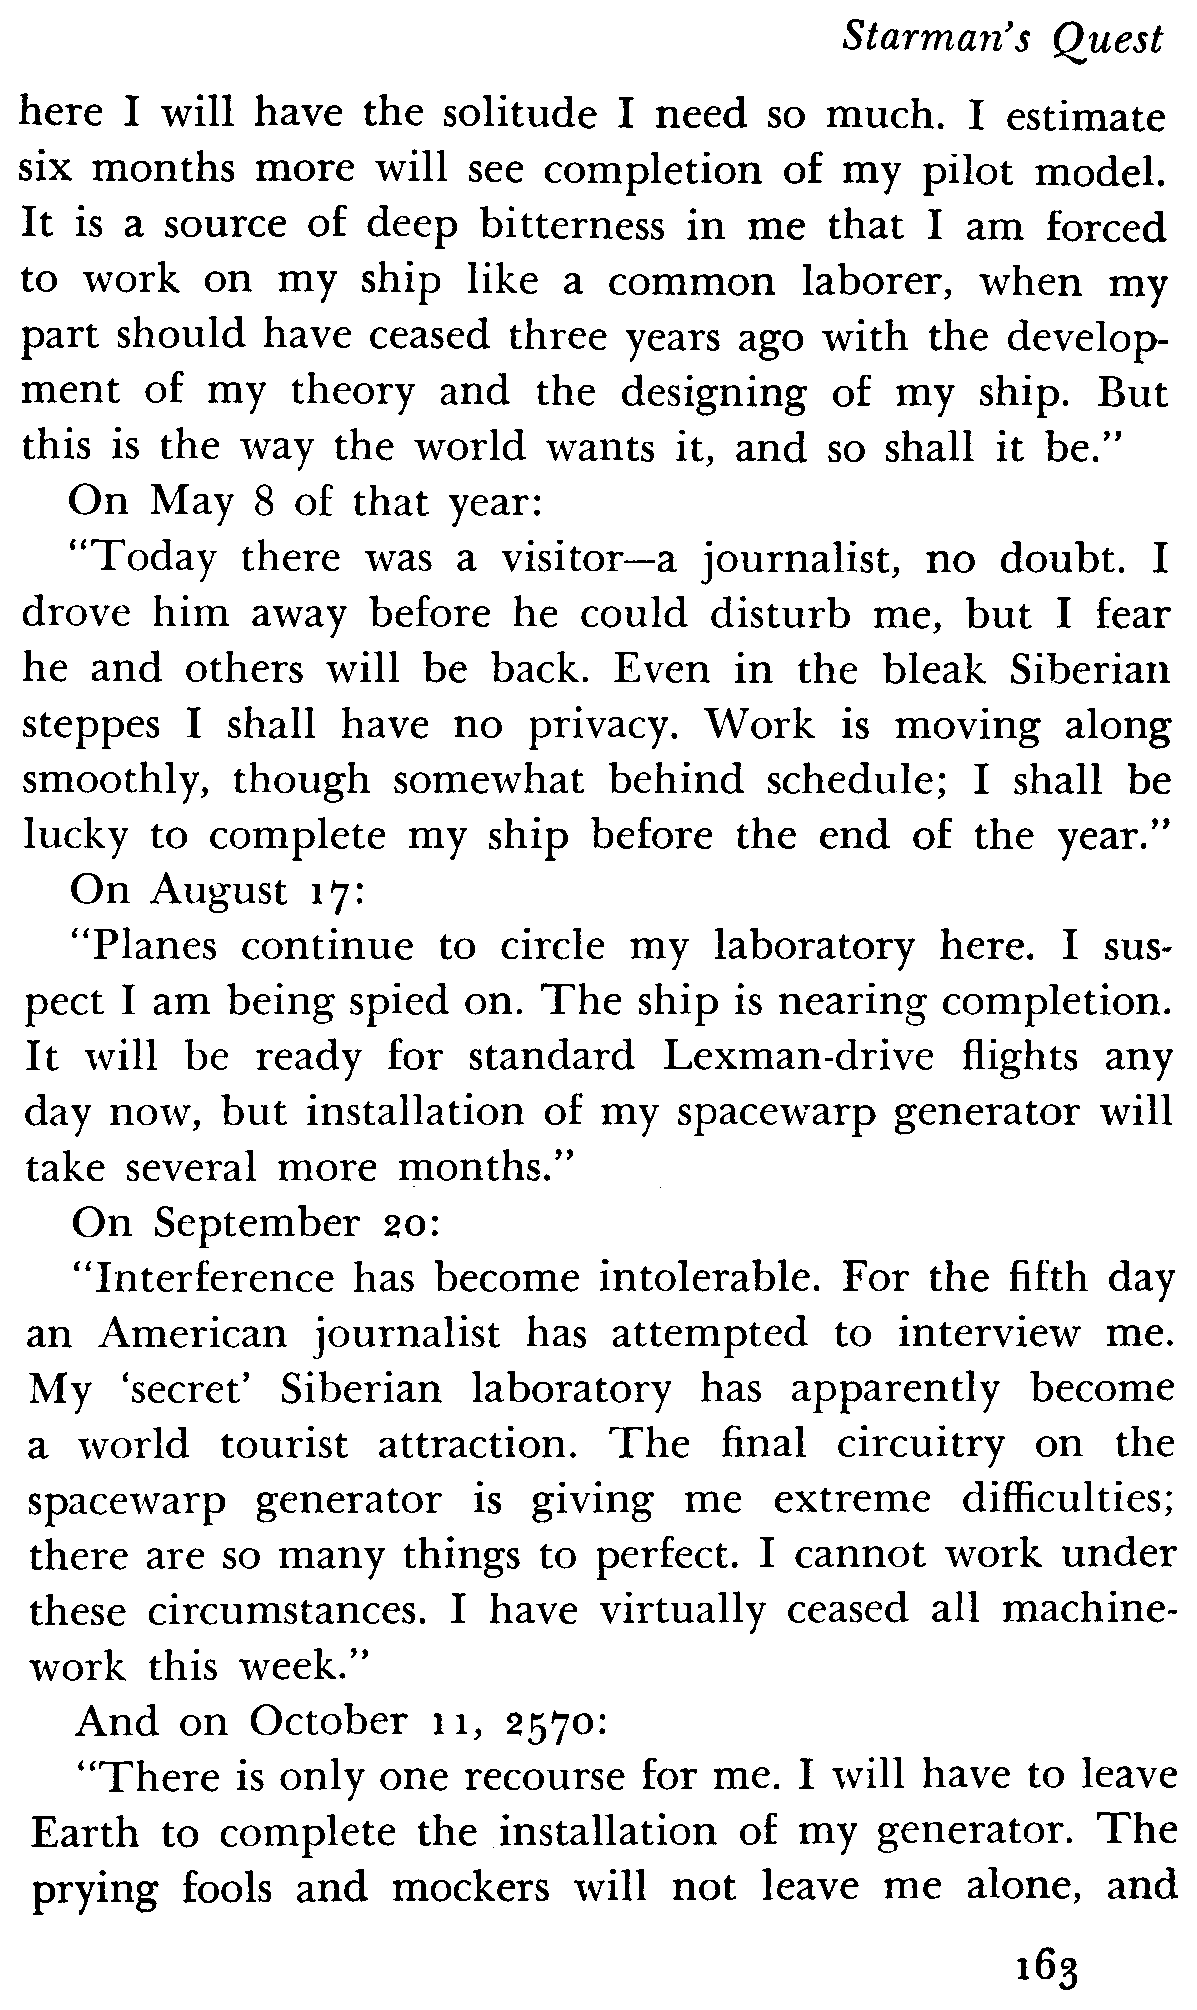 Starman's Quest
here I will have the solitude I need so much. I estimate
six months more will see completion of my pilot model.
It is a source of deep bitterness in me that I am forced
to work on my ship like a common laborer, when my
part should have ceased three years ago with the develop-
ment of my theory and the designing of my ship. But
this is the way the world wants it, and so shall it be."
On May 8 of that year:
"Today there was a visitor—a journalist, no doubt. I
drove him away before he could disturb me, but I fear
he and others will be back. Even in the bleak Siberian
steppes I shall have no privacy. Work is moving along
smoothly, though somewhat behind schedule; I shall be
lucky to complete my ship before the end of the year."
On August 17:
"Planes continue to circle my laboratory here. I sus-
pect I am being spied on. The ship is nearing completion.
It will be ready for standard Lexman-drive flights any
day now, but installation of my spacewarp generator will
take several more months."
On September 20:
"Interference has become intolerable. For the fifth day
an American journalist has attempted to interview me.
My 'secret' Siberian laboratory has apparently become
a world tourist attraction. The final circuitry on the
spacewarp generator is giving me extreme difficulties;
there are so many things to perfect. I cannot work under
these circumstances. I have virtually ceased all machine-
work this week."
And on October 11, 2570:
"There is only one recourse for me. I will have to leave
Earth to complete the installation of my generator. The
prying fools and mockers will not leave me alone, and
163